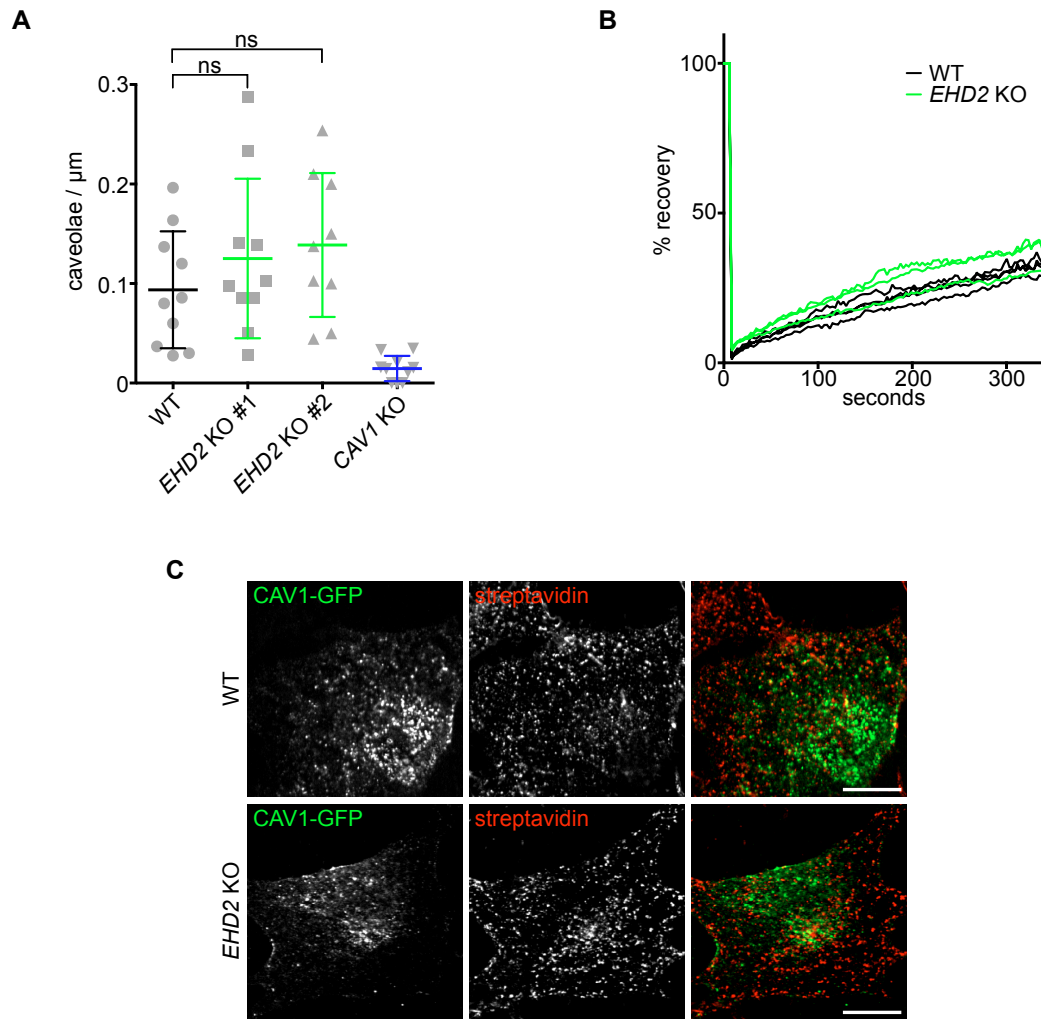 A
ns
ns
0.3
0.2
0.1
0
caveolae / µm
WT
EHD2 KO #1
EHD2 KO #2
CAV1 KO
B
100
50
0
% recovery
WT
EHD2 KO
0 100 200 300
seconds
C
CAV1-GFP streptavidin
WT
CAV1-GFP streptavidin
EHD2 KO